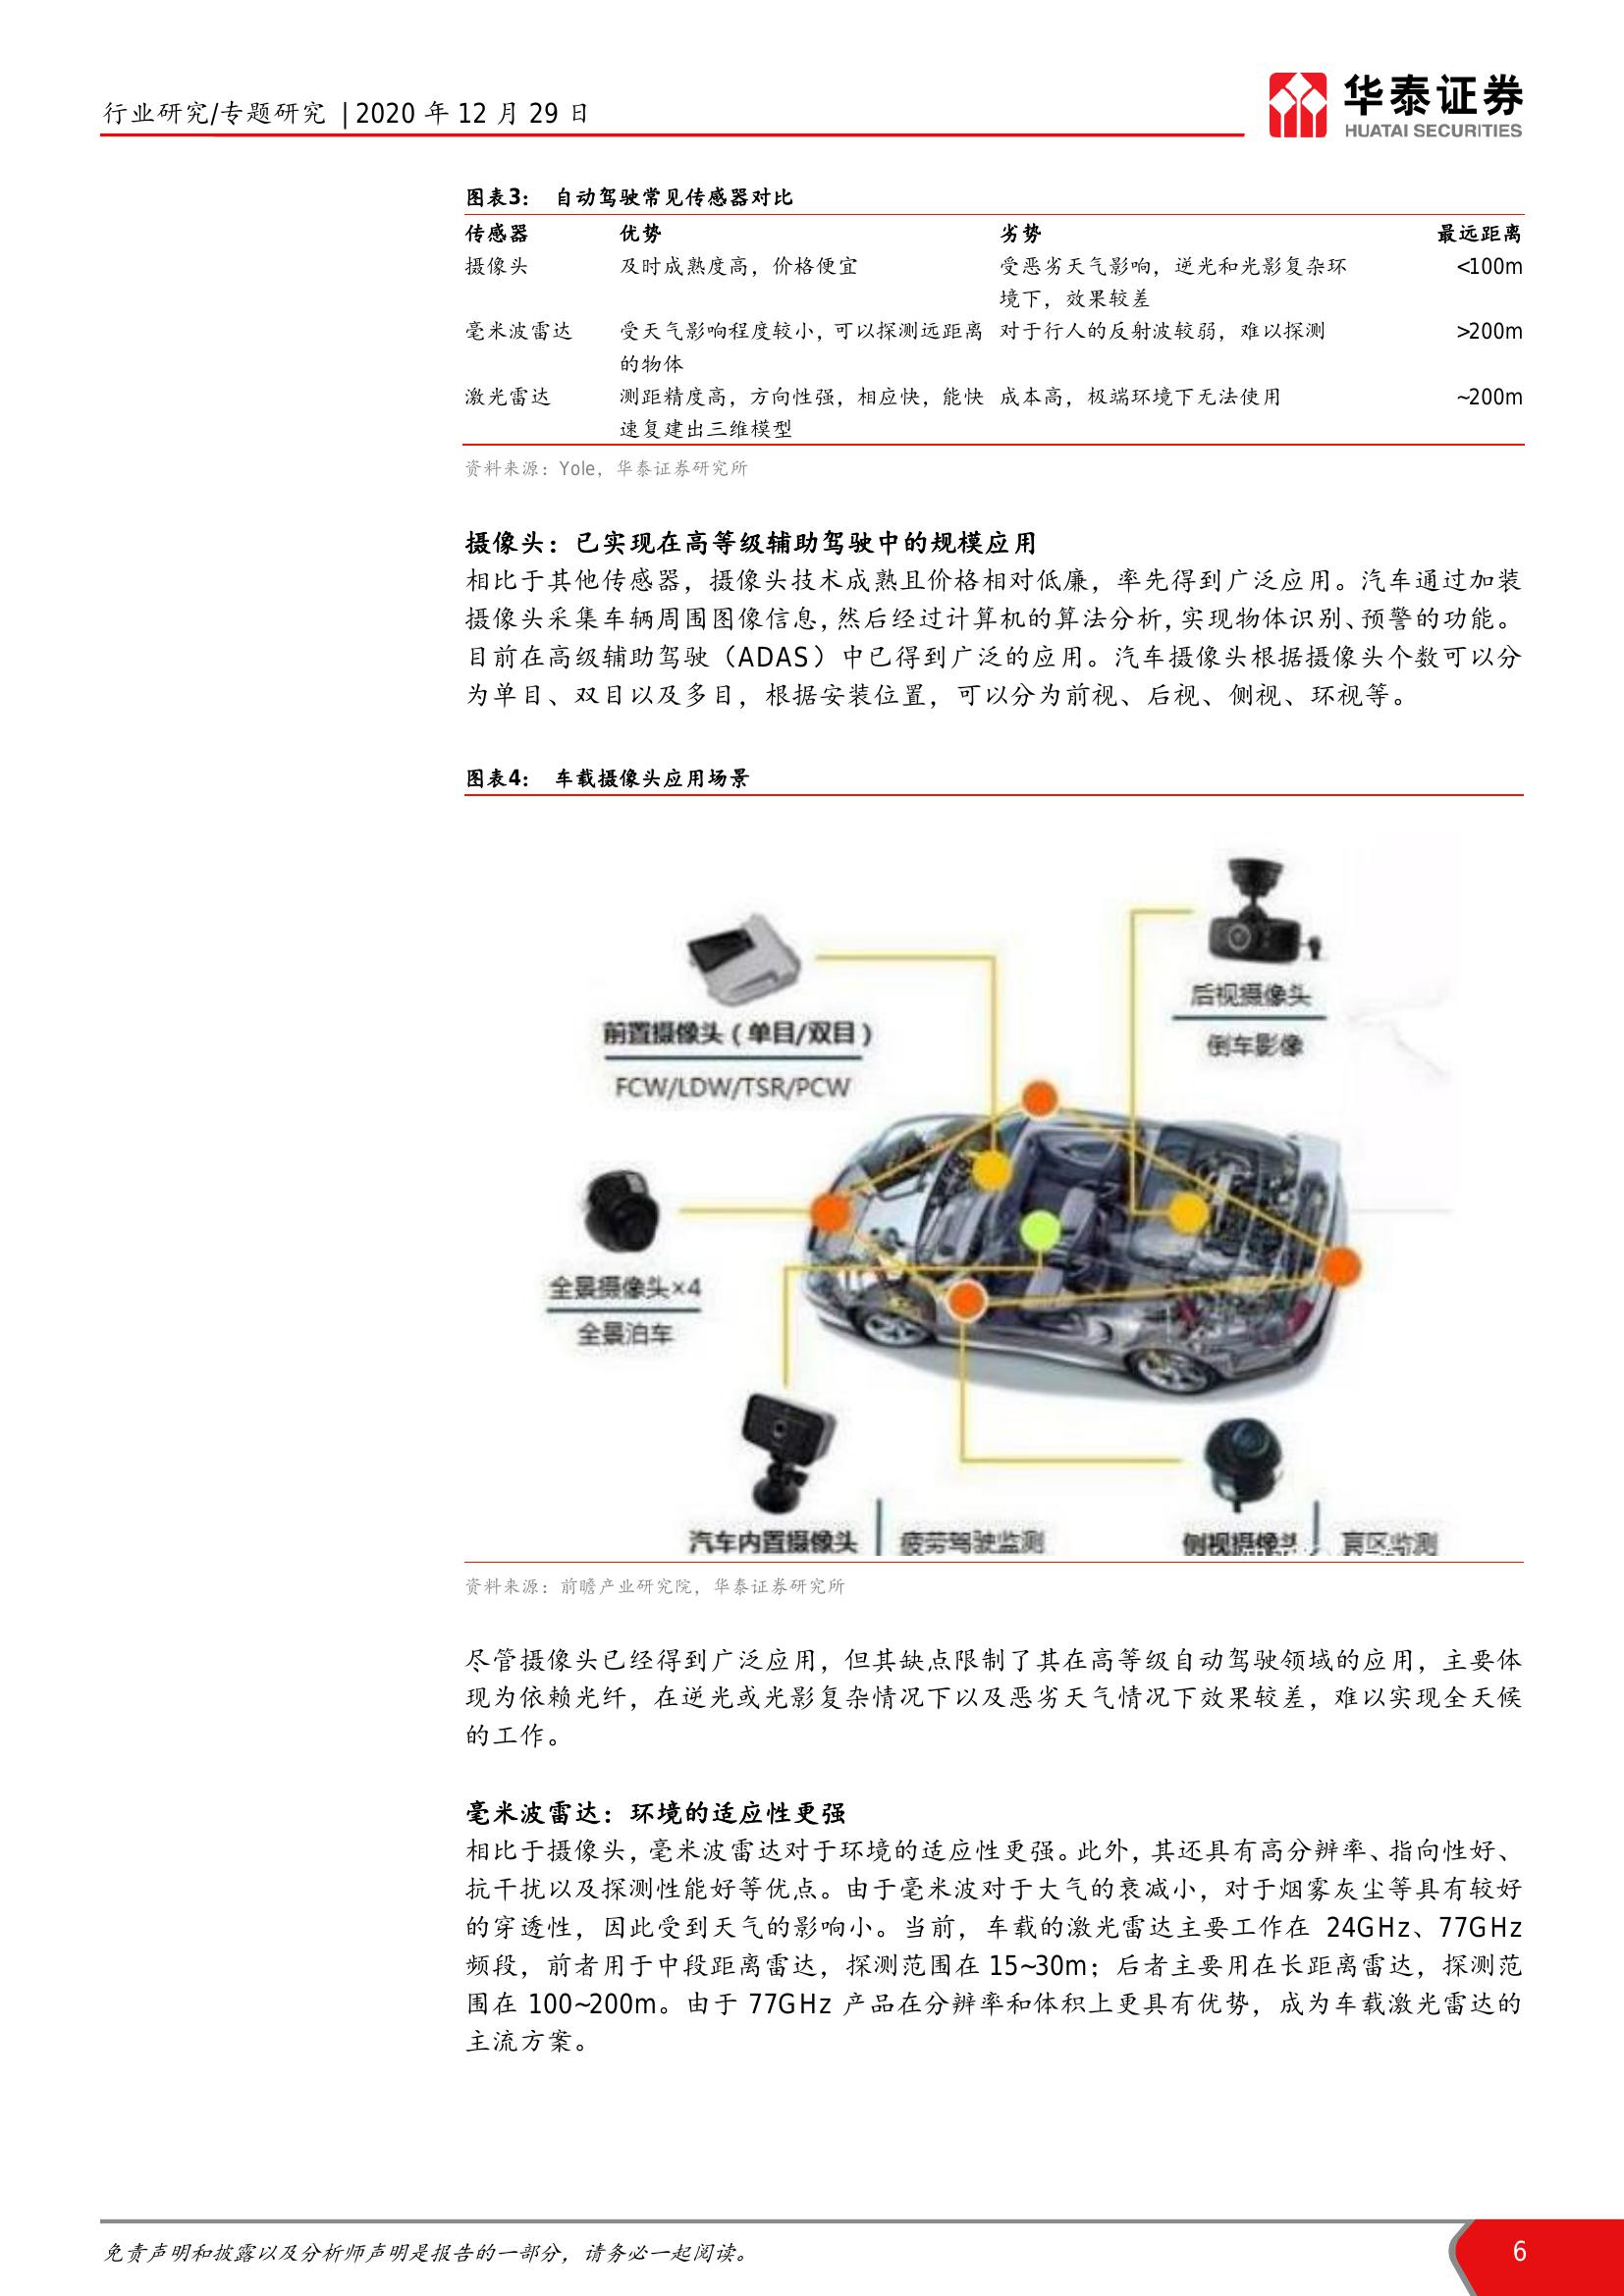 行业研究/专题研究 | 2020 年 12 月 29 日
华泰证券
HUATAI SECURITIES
图表3： 自动驾驶常见传感器对比
传感器 优势 劣势 最远距离
摄像头 及时成熟度高，价格便宜 受恶劣天气影响，逆光和光影复杂环 <100m
境下，效果较差
毫米波雷达 受天气影响程度较小，可以探测远距离 对于行人的反射波较弱，难以探测 >200m
的物体
激光雷达 测距精度高，方向性强，相应快，能快 成本高，极端环境下无法使用 ~200m
速复建出三维模型
资料来源：Yole，华泰证券研究所
摄像头：已实现在高等级辅助驾驶中的规模应用
相比于其他传感器，摄像头技术成熟且价格相对低廉，率先得到广泛应用。汽车通过加装
摄像头采集车辆周围图像信息，然后经过计算机的算法分析，实现物体识别、预警的功能。
目前在高级辅助驾驶（ADAS）中已得到广泛的应用。汽车摄像头根据摄像头个数可以分
为单目、双目以及多目，根据安装位置，可以分为前视、后视、侧视、环视等。
图表4： 车载摄像头应用场景
后视摄像头
倒车影像
前置摄像头（单目/双目）
FCW/LDW/TSR/PCW
全景摄像头×4
全景泊车
汽车内置摄像头 疲劳驾驶监测 侧视摄像头 盲区监测
资料来源：前瞻产业研究院，华泰证券研究所
尽管摄像头已经得到广泛应用，但其缺点限制了其在高等级自动驾驶领域的应用，主要体
现为依赖光纤，在逆光或光影复杂情况下以及恶劣天气情况下效果较差，难以实现全天候
的工作。
毫米波雷达：环境的适应性更强
相比于摄像头，毫米波雷达对于环境的适应性更强。此外，其还具有高分辨率、指向性好、
抗干扰以及探测性能好等优点。由于毫米波对于大气的衰减小，对于烟雾灰尘等具有较好
的穿透性，因此受到天气的影响小。当前，车载的激光雷达主要工作在 24GHz、77GHz
频段，前者用于中段距离雷达，探测范围在 15~30m；后者主要用在长距离雷达，探测范
围在 100~200m。由于 77GHz 产品在分辨率和体积上更具有优势，成为车载激光雷达的
主流方案。
免责声明和披露以及分析师声明是报告的一部分，请务必一起阅读。
6